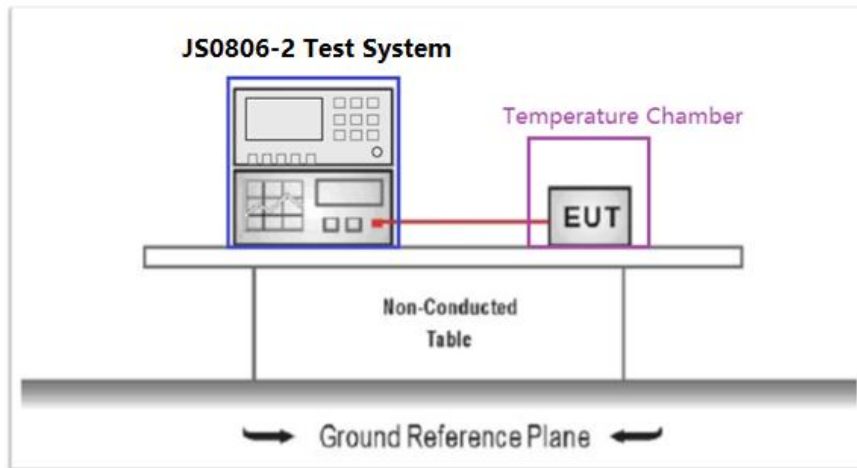 JS0806-2 Test System
Temperature Chamber
EUT
Non-Conducted
Table
Ground Reference Plane